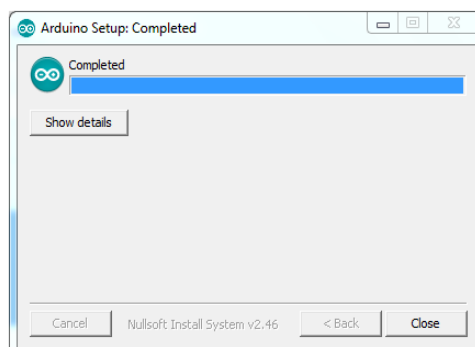 Arduino Setup: Completed
Completed
Show details
Cancel Nullsoft Install System v2.46 < Back Close